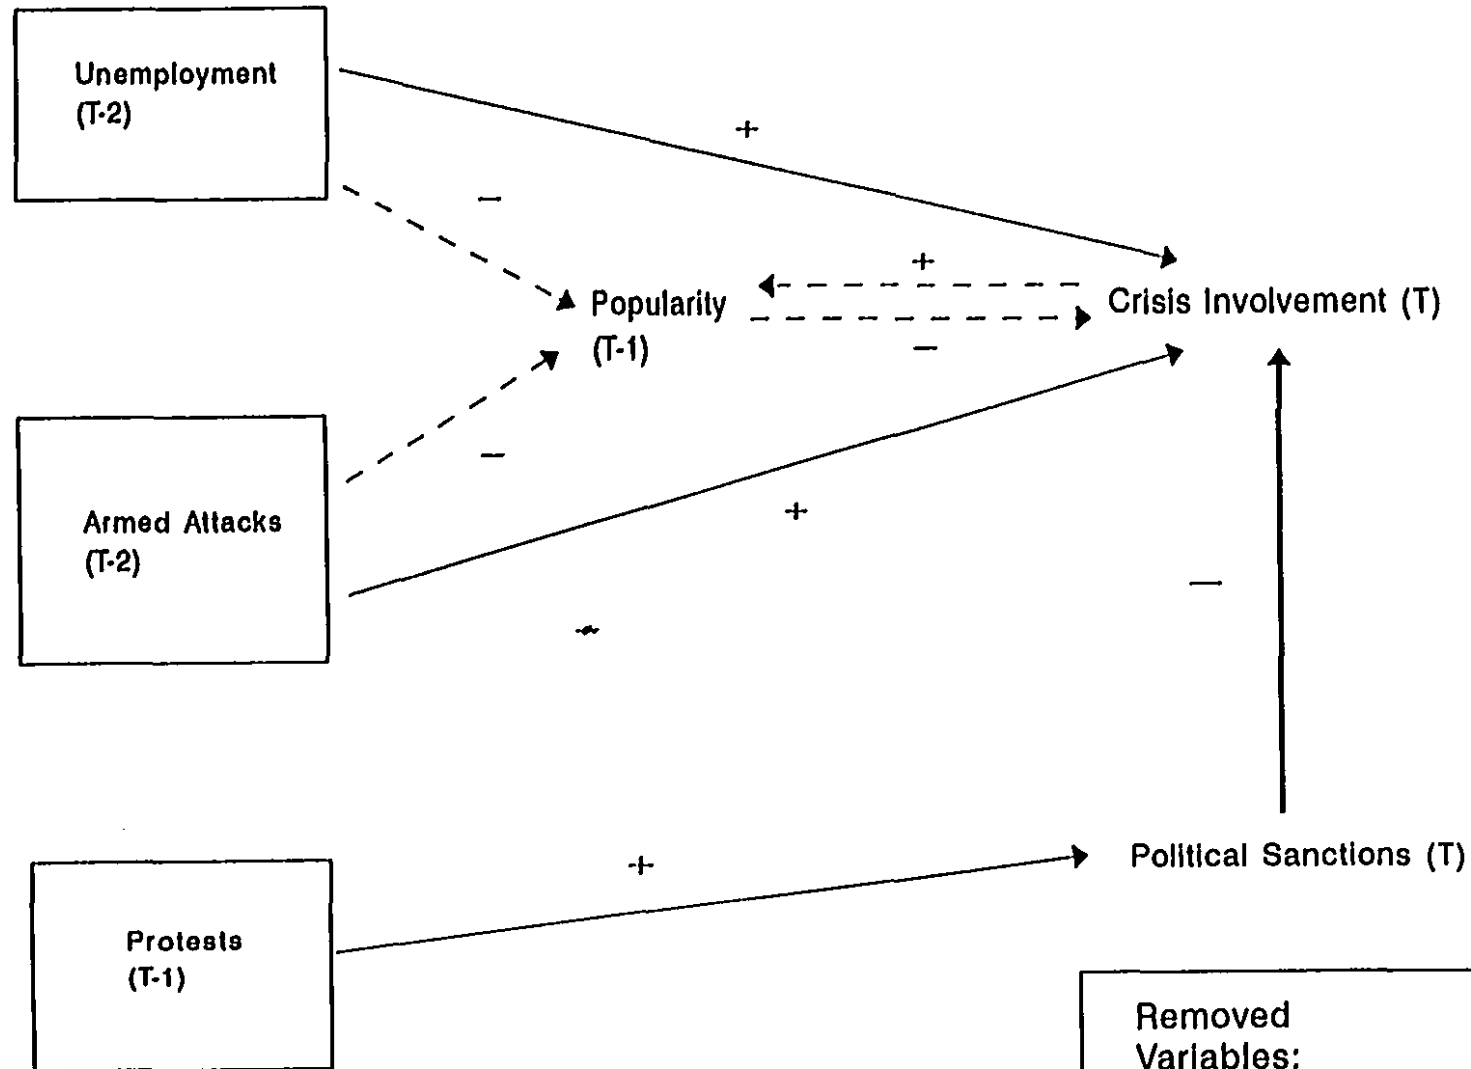 Unemployment
(T-2)
+
−
+
Popularity
(T-1)
Crisis Involvement (T)
−
−
+
Armed Attacks
(T-2)
−
+
Political Sanctions (T)
Protests
(T-1)
Removed
Variables: